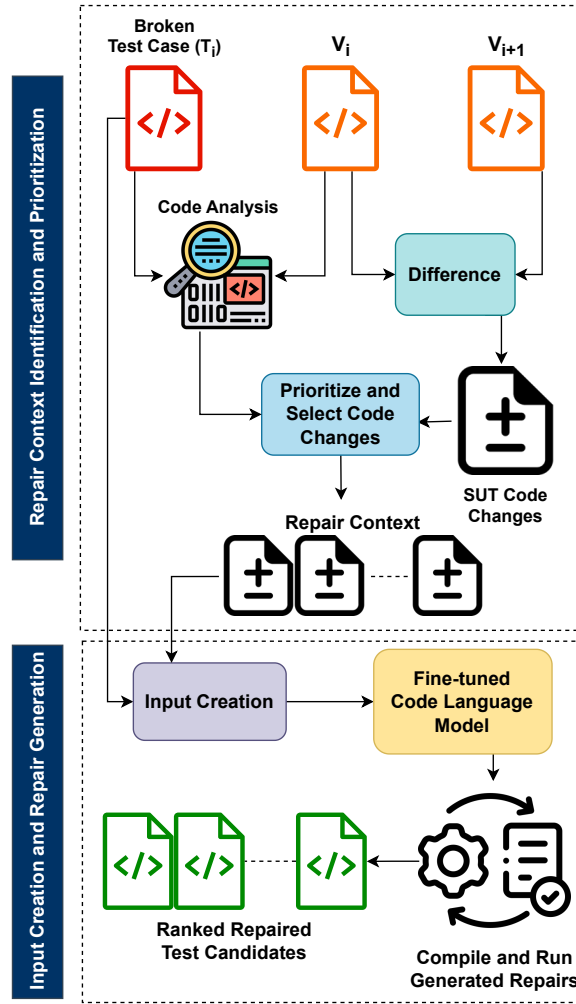 Repair Context Identification and Prioritization
Broken
Test Case (Ti)
Vi
Vi+1
</>
</>
</>
Code Analysis
</>
Difference
Prioritize and
Select Code
Changes
SUT Code
Changes
Repair Context
Input Creation and Repair Generation
Input Creation
Fine-tuned
Code Language
Model
</>
</>
</>
Ranked Repaired
Test Candidates
Compile and Run
Generated Repairs